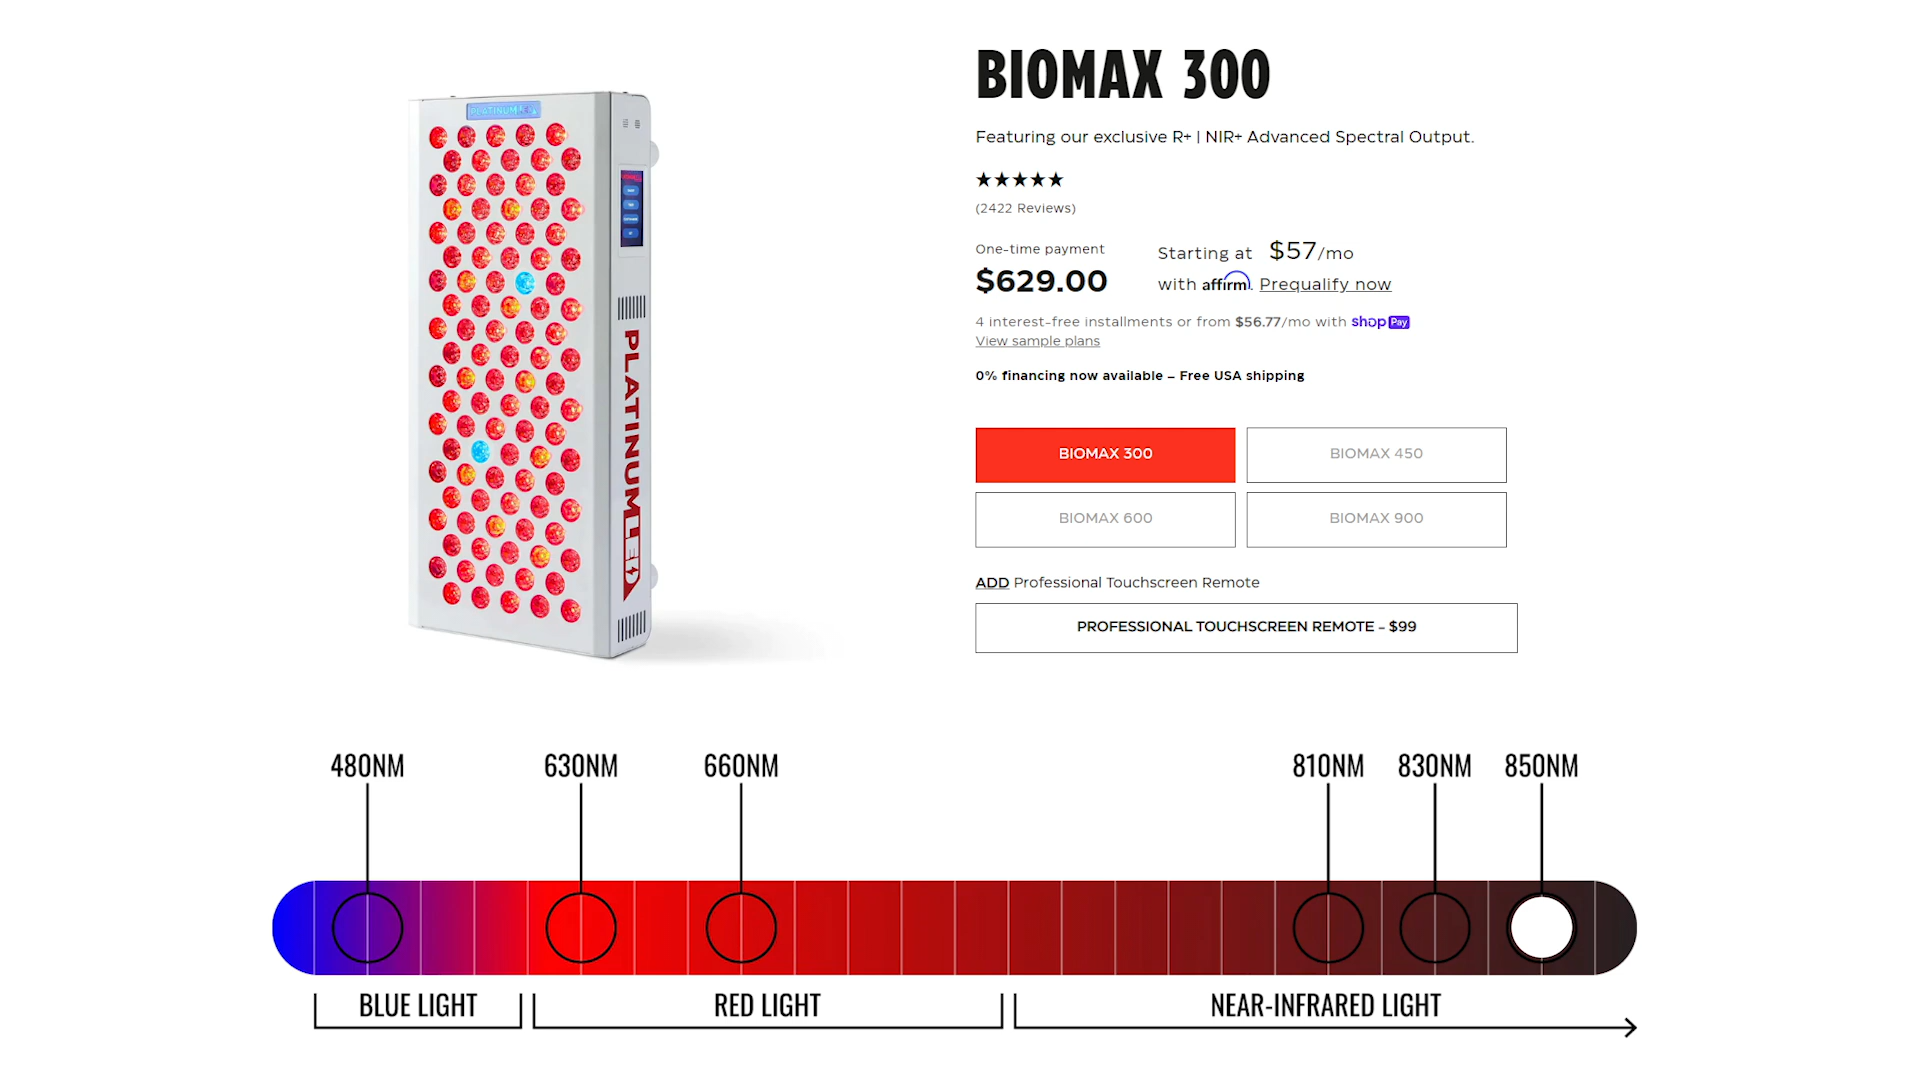 BIOMAX 300
Featuring our exclusive R+ | NIR+ Advanced Spectral Output.
★★★★★
(2422 Reviews)
One-time payment
$629.00
Starting at $57/mo
with affirm. Prequalify now
4 interest-free installments or from $56.77/mo with shop Pay
View sample plans
0% financing now available – Free USA shipping
BIOMAX 300
BIOMAX 450
BIOMAX 600
BIOMAX 900
ADD Professional Touchscreen Remote
PROFESSIONAL TOUCHSCREEN REMOTE - $99
PLATINUMLED
480NM
630NM
660NM
810NM
830NM
850NM
BLUE LIGHT
RED LIGHT
NEAR-INFRARED LIGHT